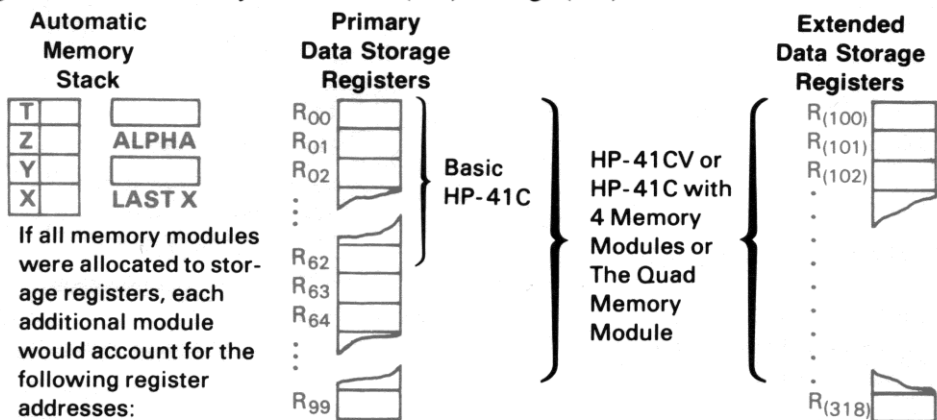 Automatic
Memory
Stack
T
Z
Y
X
ALPHA
LAST X
If all memory modules
were allocated to stor-
age registers, each
additional module
would account for the
following register
addresses:
Primary
Data Storage
Registers
R00
R01
R02
R62
R63
R64
R99
Basic
HP-41C
HP-41CV or
HP-41C with
4 Memory
Modules or
The Quad
Memory
Module
Extended
Data Storage
Registers
R(100)
R(101)
R(102)
R(318)